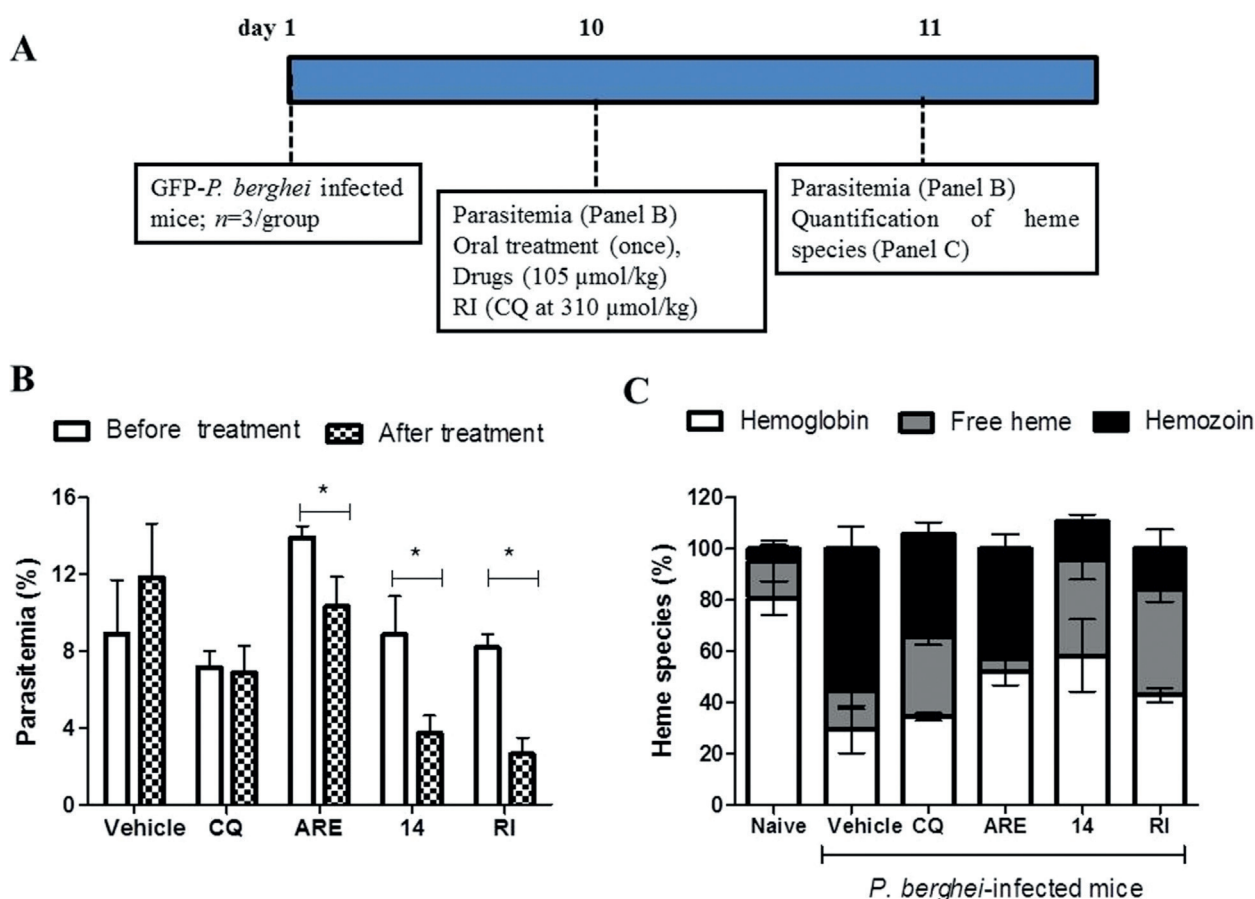 A
day 1 10 11
GFP-P. berghei infected
mice; n=3/group
Parasitemia (Panel B)
Oral treatment (once),
Drugs (105 µmol/kg)
RI (CQ at 310 µmol/kg)
Parasitemia (Panel B)
Quantification of heme
species (Panel C)
B
Before treatment After treatment
Parasitemia (%)
16
12
8
4
0
* * *
Vehicle CQ ARE 14 RI
C
Hemoglobin Free heme Hemozoin
Heme species (%)
120
100
80
60
40
20
0
Naive Vehicle CQ ARE 14 RI
P. berghei-infected mice